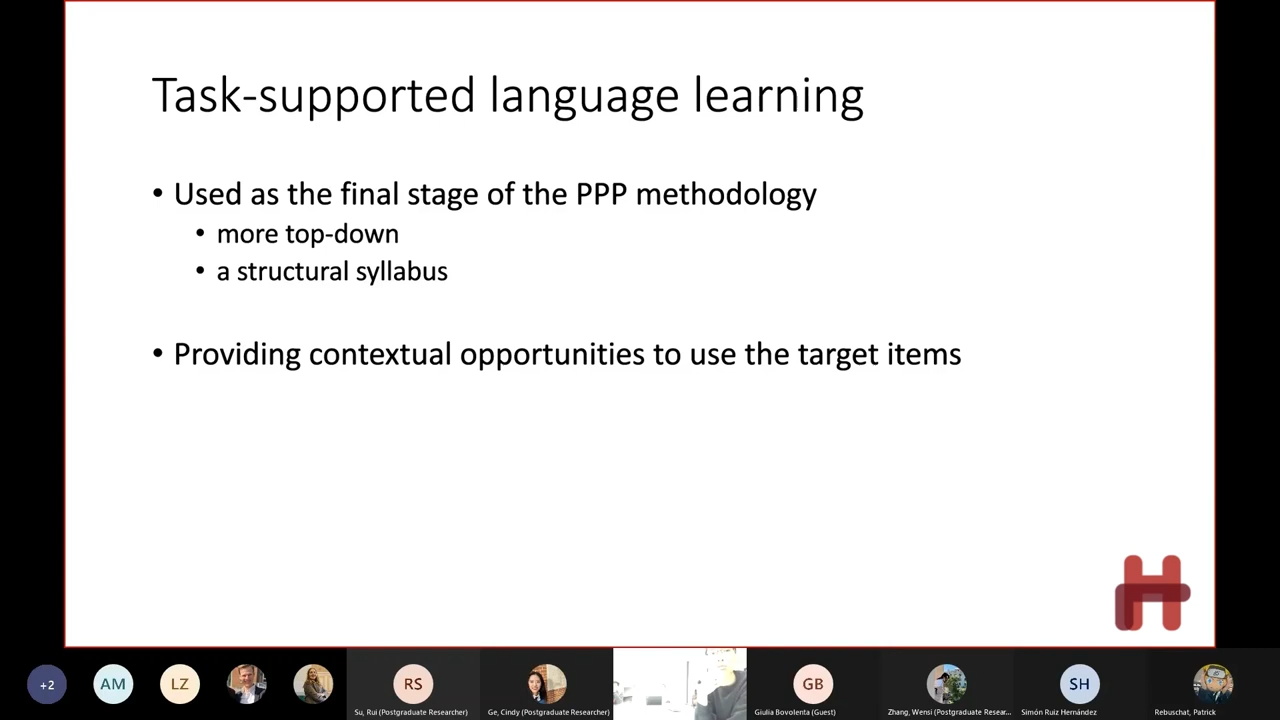 Task-supported language learning
• Used as the final stage of the PPP methodology
• more top-down
• a structural syllabus
• Providing contextual opportunities to use the target items
H
+2
AM
LZ
RS
GB
SH
Su, Rui (Postgraduate Researcher)
Ge, Cindy (Postgraduate Researcher)
Giulia Bovolenta (Guest)
Zhang, Wensi (Postgraduate Resear...
Simón Ruiz Hernández
Rebuschat, Patrick